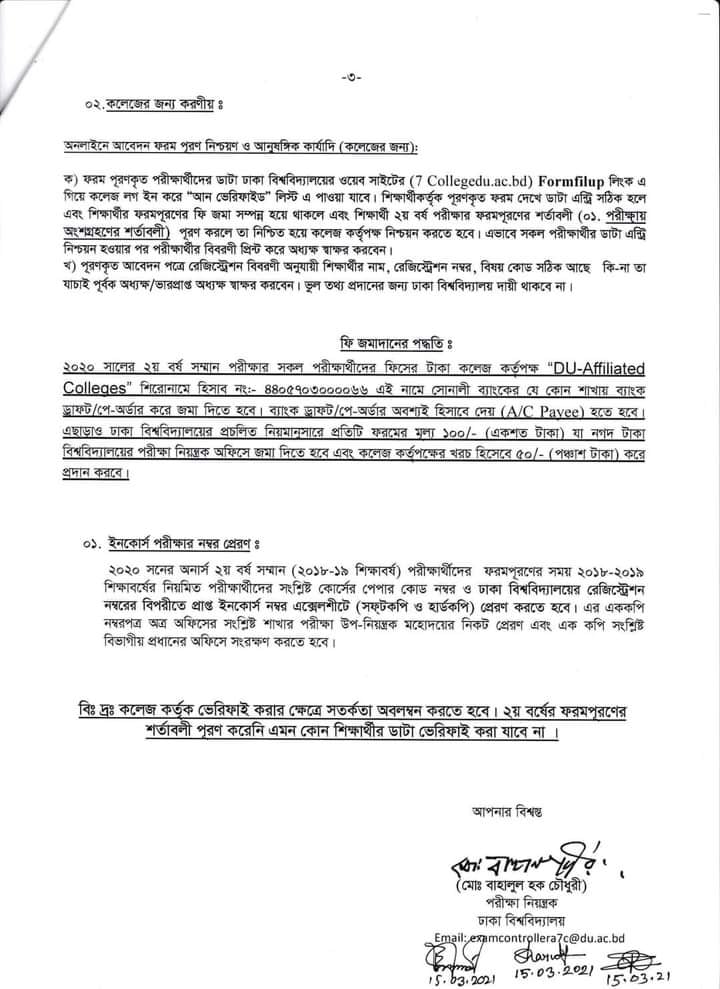 -৩-
০২.কলেজের জন্য করণীয় ঃ
অনলাইনে আবেদন ফরম পূরণ নিশ্চয়ণ ও আনুষঙ্গিক কার্যাদি (কলেজের জন্য):
ক) ফরম পূরণকৃত পরীক্ষার্থীদের ডাটা ঢাকা বিশ্ববিদ্যালয়ের ওয়েব সাইটের (7 Collegedu.ac.bd) Formfilup লিংক এ
গিয়ে কলেজ লগ ইন করে “আন ভেরিফাইড” লিস্ট এ পাওয়া যাবে। শিক্ষার্থীকর্তৃক পূরণকৃত ফরম দেখে ডাটা এন্ট্রি সঠিক হলে
এবং শিক্ষার্থীর ফরমপূরণের ফি জমা সম্পন্ন হয়ে থাকলে এবং শিক্ষার্থী ২য় বর্ষ পরীক্ষার ফরমপূরণের শর্তাবলী (০১. পরীক্ষায়
অংশগ্রহণের শর্তাবলী) পূরণ করলে তা নিশ্চিত হয়ে কলেজ কর্তৃপক্ষ নিশ্চয়ন করতে হবে। এভাবে সকল পরীক্ষার্থীর ডাটা এন্ট্রি
নিশ্চয়ন হওয়ার পর পরীক্ষার্থীর বিবরণী প্রিন্ট করে অধ্যক্ষ স্বাক্ষর করবেন।
খ) পূরণকৃত আবেদন পত্রে রেজিস্ট্রেশন বিবরণী অনুযায়ী শিক্ষার্থীর নাম, রেজিস্ট্রেশন নম্বর, বিষয় কোড সঠিক আছে কি-না তা
যাচাই পূর্বক অধ্যক্ষ/ভারপ্রাপ্ত অধ্যক্ষ স্বাক্ষর করবেন। ভুল তথ্য প্রদানের জন্য ঢাকা বিশ্ববিদ্যালয় দায়ী থাকবে না।
ফি জমাদানের পদ্ধতি ঃ
২০২০ সালের ২য় বর্ষ সম্মান পরীক্ষার সকল পরীক্ষার্থীদের ফিসের টাকা কলেজ কর্তৃপক্ষ “DU-Affiliated
Colleges” শিরোনামে হিসাব নং:- ৪৪০৫৭০৩০০০০৬৬ এই নামে সোনালী ব্যাংকের যে কোন শাখায় ব্যাংক
ড্রাফট/পে-অর্ডার করে জমা দিতে হবে। ব্যাংক ড্রাফট/পে-অর্ডার অবশ্যই হিসাবে দেয় (A/C Payee) হতে হবে।
এছাড়াও ঢাকা বিশ্ববিদ্যালয়ের প্রচলিত নিয়মানুসারে প্রতিটি ফরমের মূল্য ১০০/- (একশত টাকা) যা নগদ টাকা
বিশ্ববিদ্যালয়ের পরীক্ষা নিয়ন্ত্রক অফিসে জমা দিতে হবে এবং কলেজ কর্তৃপক্ষের খরচ হিসেবে ৫০/- (পঞ্চাশ টাকা) করে
প্রদান করবে।
০১. ইনকোর্স পরীক্ষার নম্বর প্রেরণ ঃ
২০২০ সনের অনার্স ২য় বর্ষ সম্মান (২০১৮-১৯ শিক্ষাবর্ষ) পরীক্ষার্থীদের ফরমপূরণের সময় ২০১৮-২০১৯
শিক্ষাবর্ষের নিয়মিত পরীক্ষার্থীদের সংশ্লিষ্ট কোর্সের পেপার কোড নম্বর ও ঢাকা বিশ্ববিদ্যালয়ের রেজিস্ট্রেশন
নম্বরের বিপরীতে প্রাপ্ত ইনকোর্স নম্বর এক্সেলশীটে (সফ্‌টকপি ও হার্ডকপি) প্রেরণ করতে হবে। এর এককপি
নম্বরপত্র অত্র অফিসের সংশ্লিষ্ট শাখার পরীক্ষা উপ-নিয়ন্ত্রক মহোদয়ের নিকট প্রেরণ এবং এক কপি সংশ্লিষ্ট
বিভাগীয় প্রধানের অফিসে সংরক্ষণ করতে হবে।
বিঃ দ্রঃ কলেজ কর্তৃক ভেরিফাই করার ক্ষেত্রে সতর্কতা অবলম্বন করতে হবে। ২য় বর্ষের ফরমপূরণের
শর্তাবলী পূরণ করেনি এমন কোন শিক্ষার্থীর ডাটা ভেরিফাই করা যাবে না ।
আপনার বিশ্বস্ত
(মোঃ বাহালুল হক চৌধুরী)
পরীক্ষা নিয়ন্ত্রক
ঢাকা বিশ্ববিদ্যালয়
Email:.examcontrollera7c@du.ac.bd
15.03.2021 15.03.2021 15.03.21